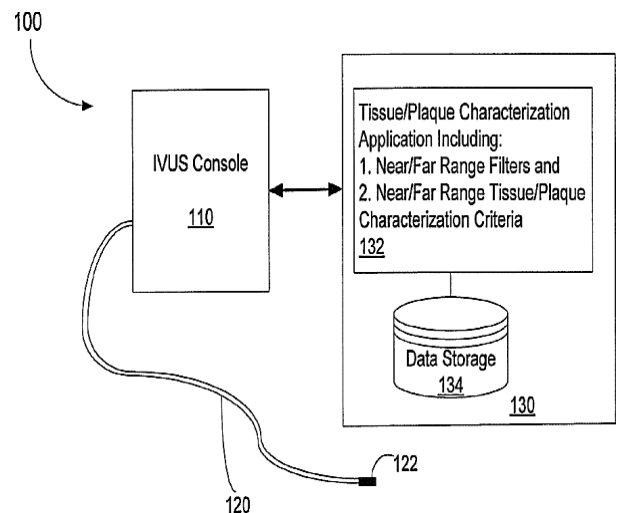 100
IVUS Console
110
Tissue/Plaque Characterization
Application Including:
1. Near/Far Range Filters and
2. Near/Far Range Tissue/Plaque
Characterization Criteria
132
Data Storage
134
130
122
120